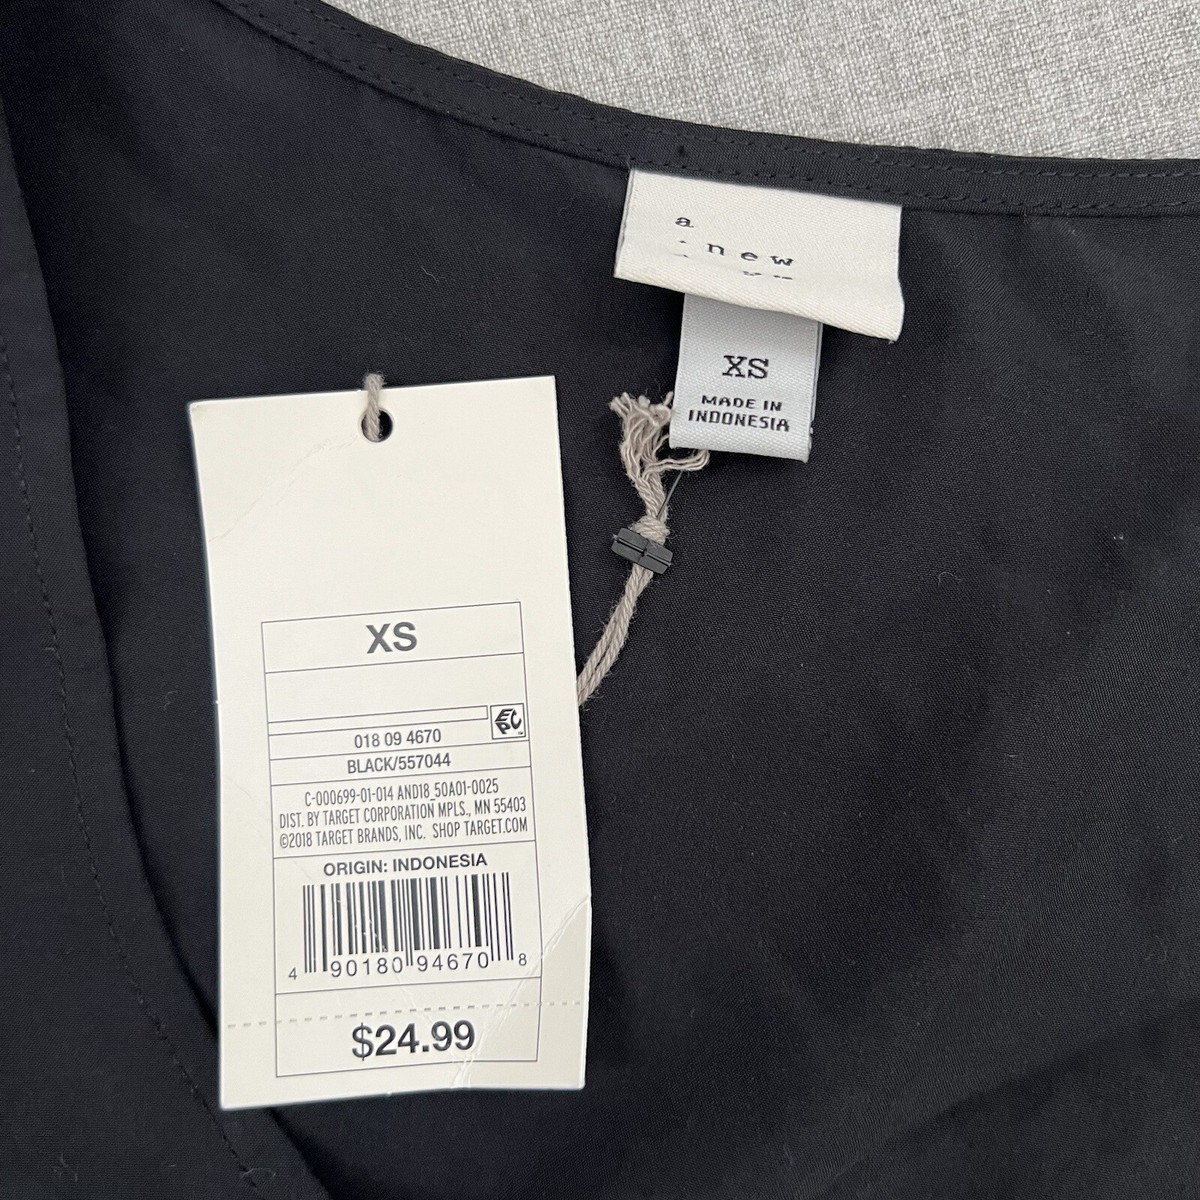 a
new
XS
MADE IN
INDONESIA
XS
EPC
018 09 4670
BLACK/557044
C-000699-01-014 AND18_50A01-0025
DIST. BY TARGET CORPORATION MPLS., MN 55403
©2018 TARGET BRANDS, INC. SHOP TARGET.COM
ORIGIN: INDONESIA
4 90180 94670 8
$24.99